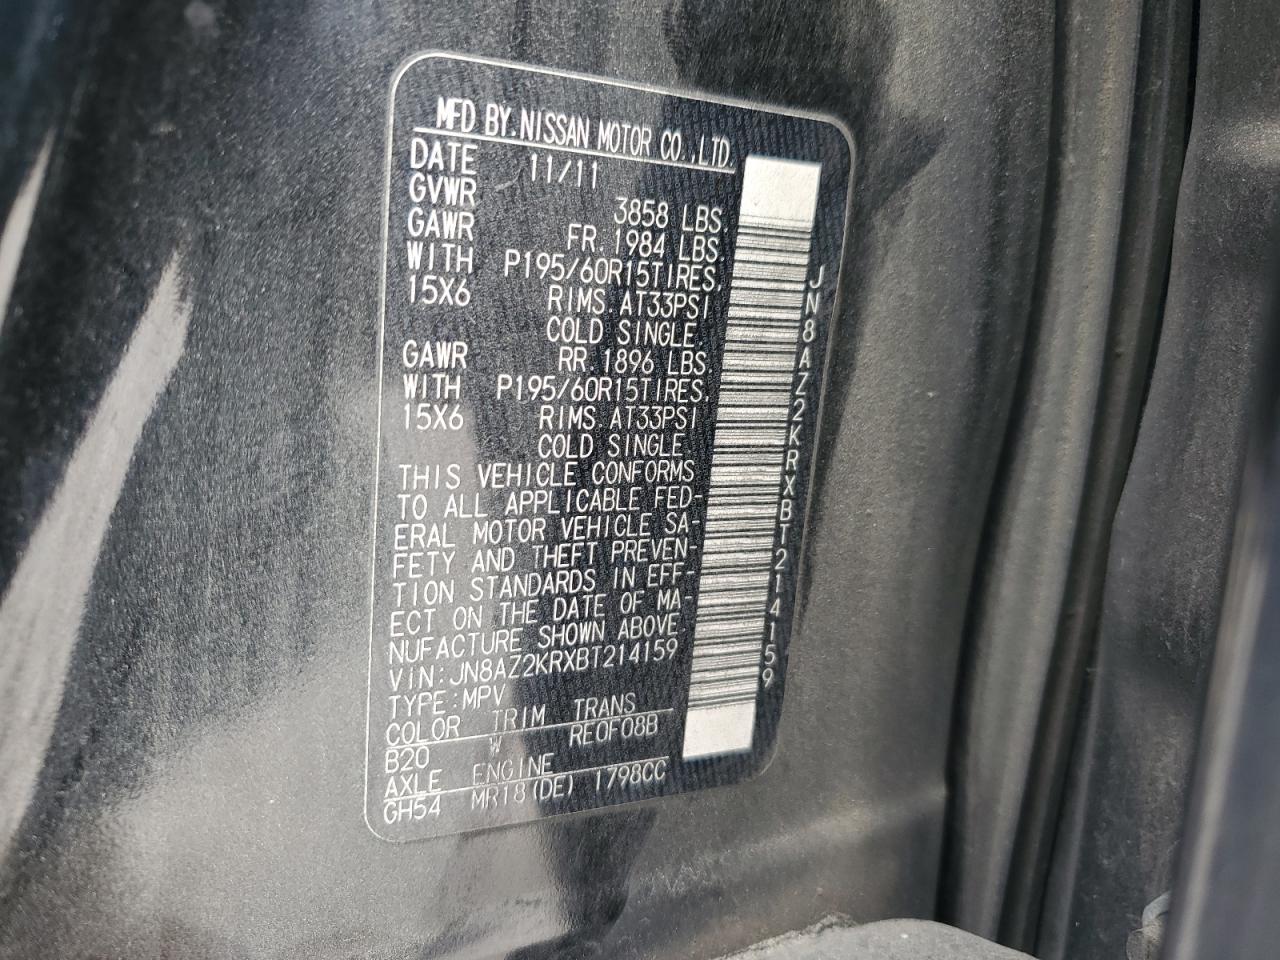 MFD BY.NISSAN MOTOR CO.,LTD.
DATE 11/11
GVWR 3858 LBS
GAWR FR.1984 LBS.
WITH P195/60R15TIRES,
15X6 RIMS.AT33PSI
COLD SINGLE
GAWR RR.1896 LBS
WITH P195/60R15TIRES,
15X6 RIMS.AT33PSI
COLD SINGLE
THIS VEHICLE CONFORMS
TO ALL APPLICABLE FED-
ERAL MOTOR VEHICLE SA-
FETY AND THEFT PREVEN-
TION STANDARDS IN EFF-
ECT ON THE DATE OF MA-
NUFACTURE SHOWN ABOVE
VIN:JN8AZ2KRXBT214159
TYPE:MPV
COLOR TRIM TRANS
B20 W RE0F08B
AXLE ENGINE
GH54 MR18(DE) 1798CC
JN8AZ2KRXBT214159